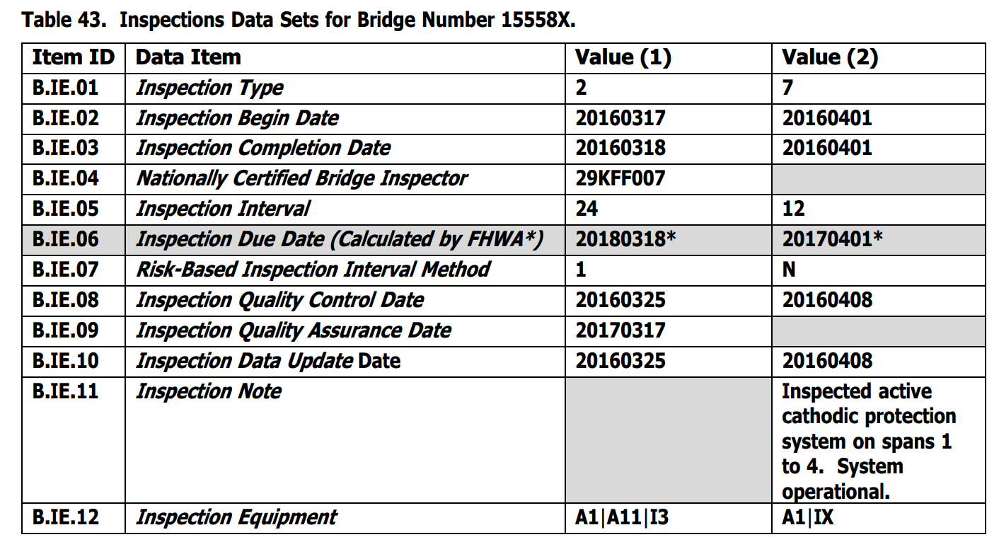 Table 43.  Inspections Data Sets for Bridge Number 15558X.
Item ID Data Item Value (1) Value (2)
B.IE.01 Inspection Type 2 7
B.IE.02 Inspection Begin Date 20160317 20160401
B.IE.03 Inspection Completion Date 20160318 20160401
B.IE.04 Nationally Certified Bridge Inspector 29KFF007
B.IE.05 Inspection Interval 24 12
B.IE.06 Inspection Due Date (Calculated by FHWA*) 20180318* 20170401*
B.IE.07 Risk-Based Inspection Interval Method 1 N
B.IE.08 Inspection Quality Control Date 20160325 20160408
B.IE.09 Inspection Quality Assurance Date 20170317
B.IE.10 Inspection Data Update Date 20160325 20160408
B.IE.11 Inspection Note Inspected active
cathodic protection
system on spans 1
to 4.  System
operational.
B.IE.12 Inspection Equipment A1|A11|I3 A1|IX